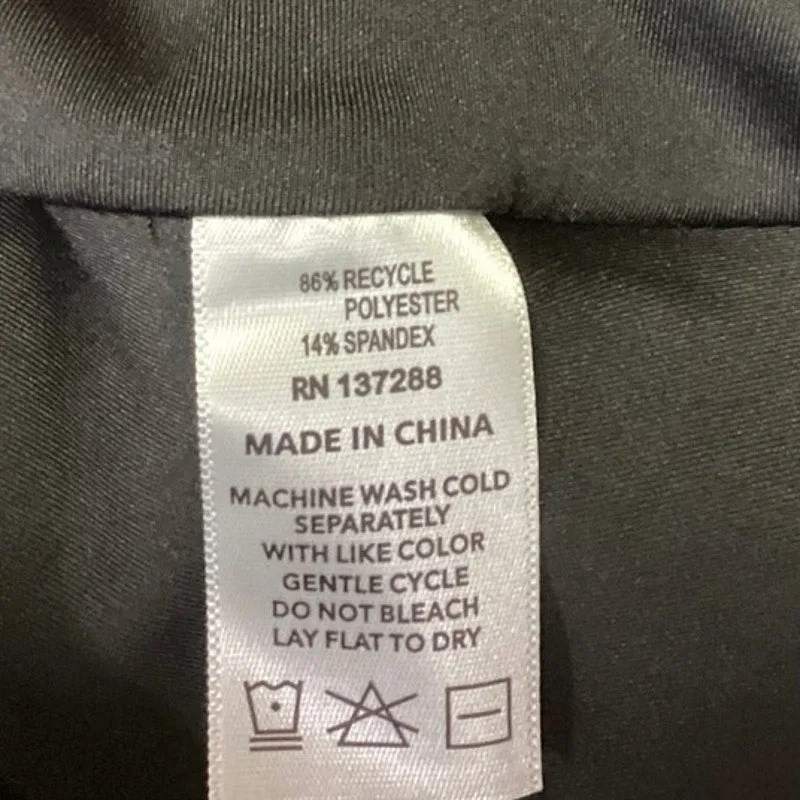 86% RECYCLE
POLYESTER
14% SPANDEX
RN 137288
MADE IN CHINA
MACHINE WASH COLD
SEPARATELY
WITH LIKE COLOR
GENTLE CYCLE
DO NOT BLEACH
LAY FLAT TO DRY